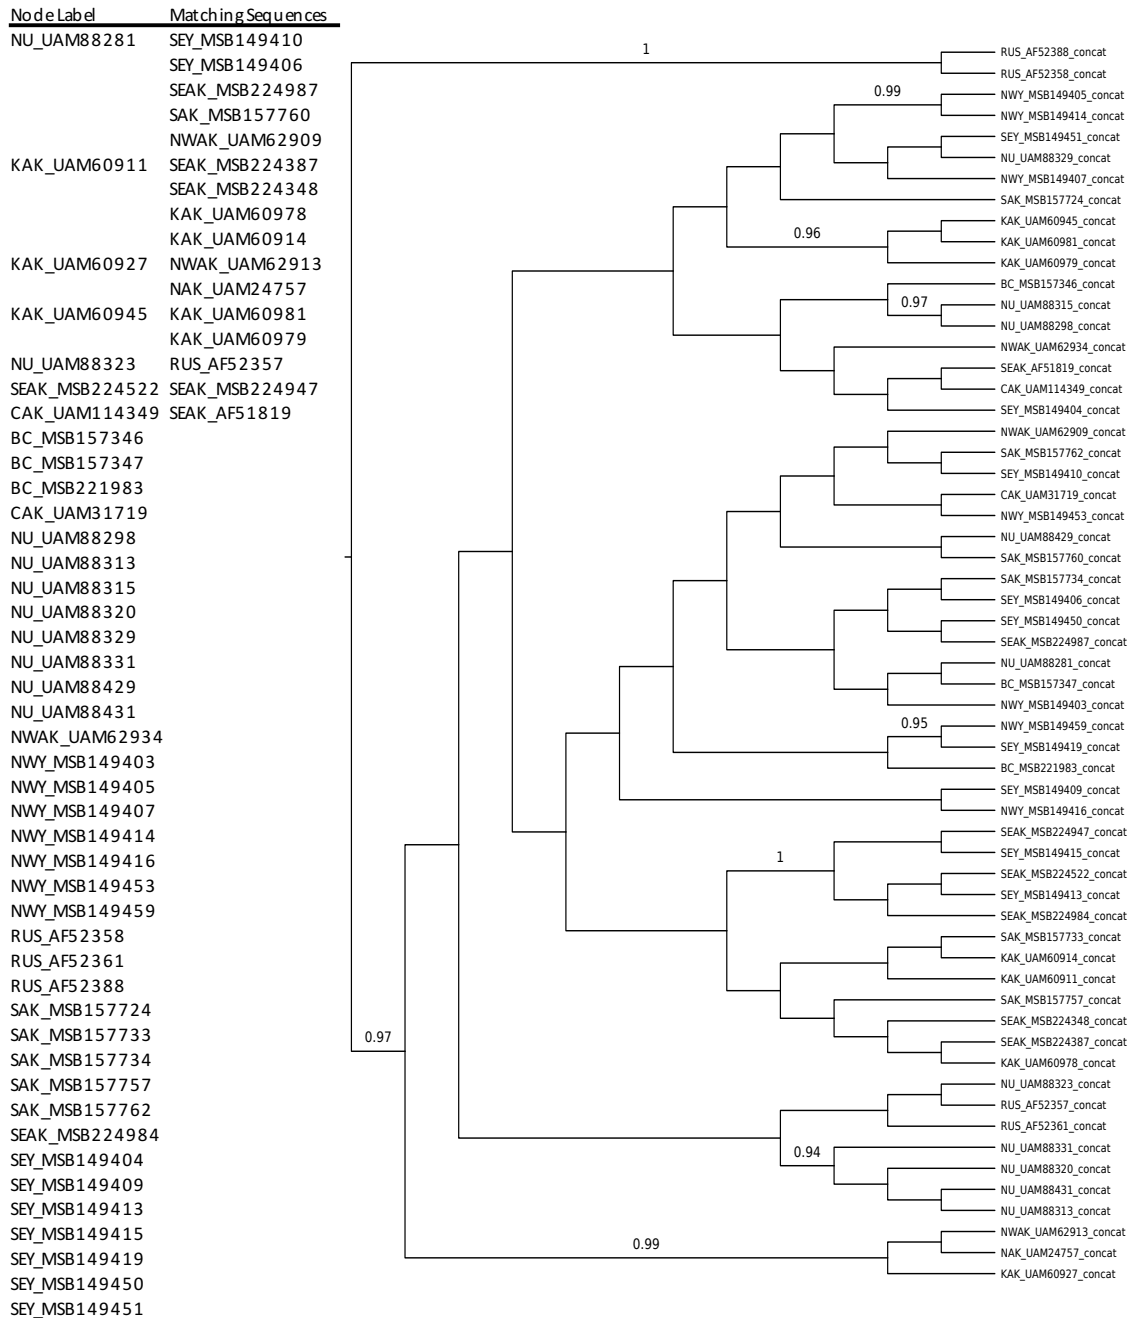 Node Label Matching Sequences
NU_UAM88281 SEY_MSB149410
SEY_MSB149406
SEAK_MSB224987
SAK_MSB157760
NWAK_UAM62909
KAK_UAM60911 SEAK_MSB224387
SEAK_MSB224348
KAK_UAM60978
KAK_UAM60914
KAK_UAM60927 NWAK_UAM62913
NAK_UAM24757
KAK_UAM60945 KAK_UAM60981
KAK_UAM60979
NU_UAM88323 RUS_AF52357
SEAK_MSB224522 SEAK_MSB224947
CAK_UAM114349 SEAK_AF51819
BC_MSB157346
BC_MSB157347
BC_MSB221983
CAK_UAM31719
NU_UAM88298
NU_UAM88313
NU_UAM88315
NU_UAM88320
NU_UAM88329
NU_UAM88331
NU_UAM88429
NU_UAM88431
NWAK_UAM62934
NWY_MSB149403
NWY_MSB149405
NWY_MSB149407
NWY_MSB149414
NWY_MSB149416
NWY_MSB149453
NWY_MSB149459
RUS_AF52358
RUS_AF52361
RUS_AF52388
SAK_MSB157724
SAK_MSB157733
SAK_MSB157734
SAK_MSB157757
SAK_MSB157762
SEAK_MSB224984
SEY_MSB149404
SEY_MSB149409
SEY_MSB149413
SEY_MSB149415
SEY_MSB149419
SEY_MSB149450
SEY_MSB149451
1
RUS_AF52388_concat
RUS_AF52358_concat
0.99
NWY_MSB149405_concat
NWY_MSB149414_concat
SEY_MSB149451_concat
NU_UAM88329_concat
NWY_MSB149407_concat
SAK_MSB157724_concat
KAK_UAM60945_concat
0.96
KAK_UAM60981_concat
KAK_UAM60979_concat
BC_MSB157346_concat
0.97
NU_UAM88315_concat
NU_UAM88298_concat
NWAK_UAM62934_concat
SEAK_AF51819_concat
CAK_UAM114349_concat
SEY_MSB149404_concat
NWAK_UAM62909_concat
SAK_MSB157762_concat
SEY_MSB149410_concat
CAK_UAM31719_concat
NWY_MSB149453_concat
NU_UAM88429_concat
SAK_MSB157760_concat
SAK_MSB157734_concat
SEY_MSB149406_concat
SEY_MSB149450_concat
SEAK_MSB224987_concat
NU_UAM88281_concat
BC_MSB157347_concat
NWY_MSB149403_concat
0.95
NWY_MSB149459_concat
SEY_MSB149419_concat
BC_MSB221983_concat
SEY_MSB149409_concat
NWY_MSB149416_concat
SEAK_MSB224947_concat
1
SEY_MSB149415_concat
SEAK_MSB224522_concat
SEY_MSB149413_concat
SEAK_MSB224984_concat
SAK_MSB157733_concat
KAK_UAM60914_concat
KAK_UAM60911_concat
SAK_MSB157757_concat
SEAK_MSB224348_concat
0.97
SEAK_MSB224387_concat
KAK_UAM60978_concat
NU_UAM88323_concat
RUS_AF52357_concat
RUS_AF52361_concat
0.94
NU_UAM88331_concat
NU_UAM88320_concat
NU_UAM88431_concat
NU_UAM88313_concat
NWAK_UAM62913_concat
0.99
NAK_UAM24757_concat
KAK_UAM60927_concat